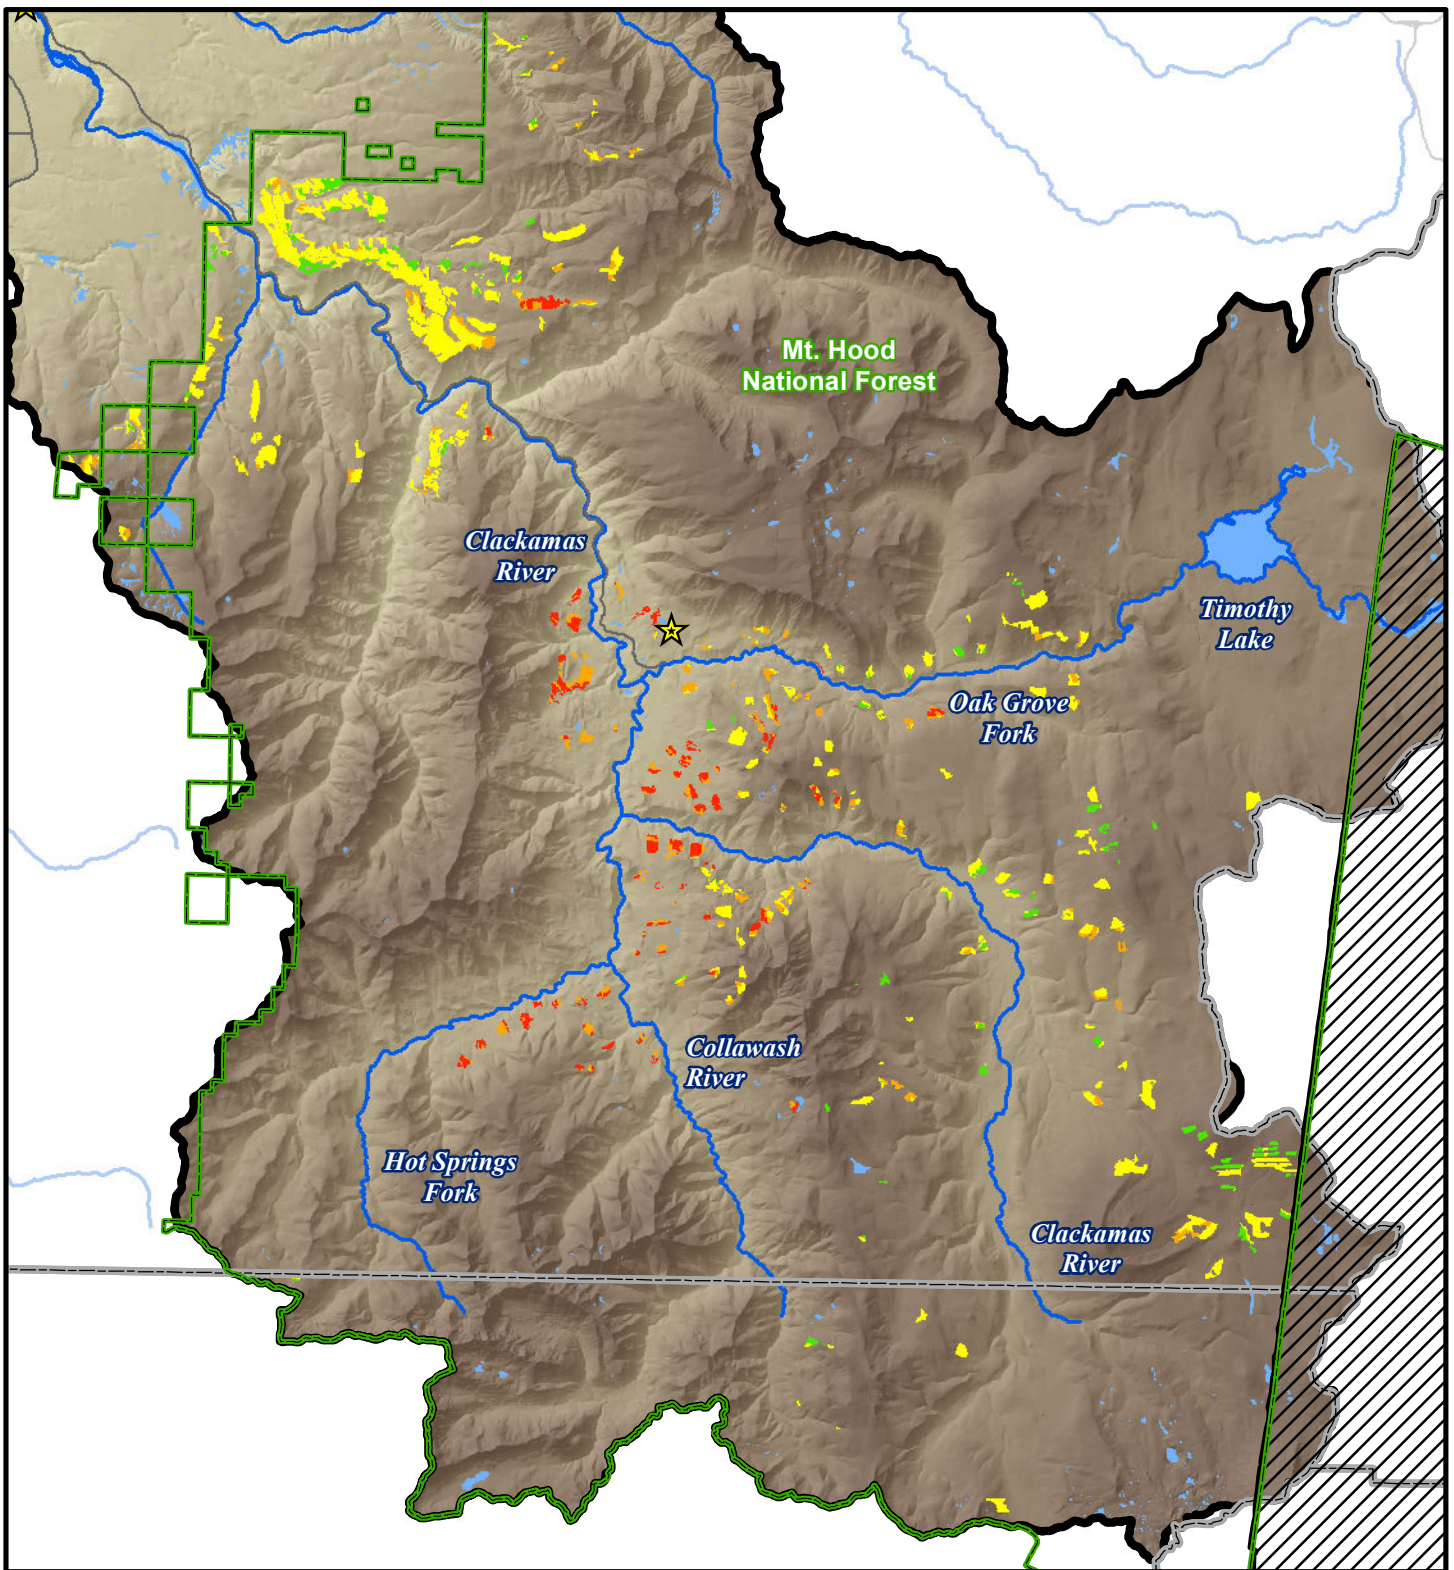 Mt. Hood
National Forest
Clackamas
River
Timothy
Lake
Oak Grove
Fork
Collawash
River
Hot Springs
Fork
Clackamas
River